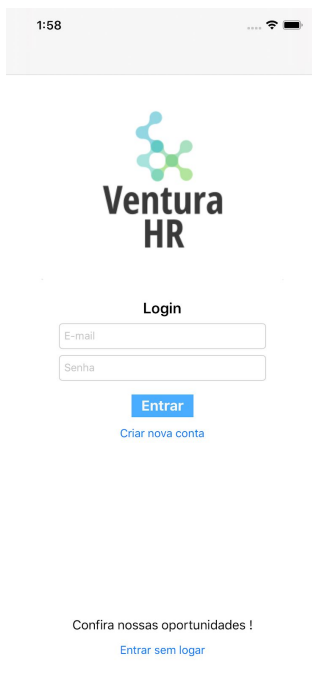 1:58
Ventura
HR
Login
E-mail
Senha
Entrar
Criar nova conta
Confira nossas oportunidades !
Entrar sem logar